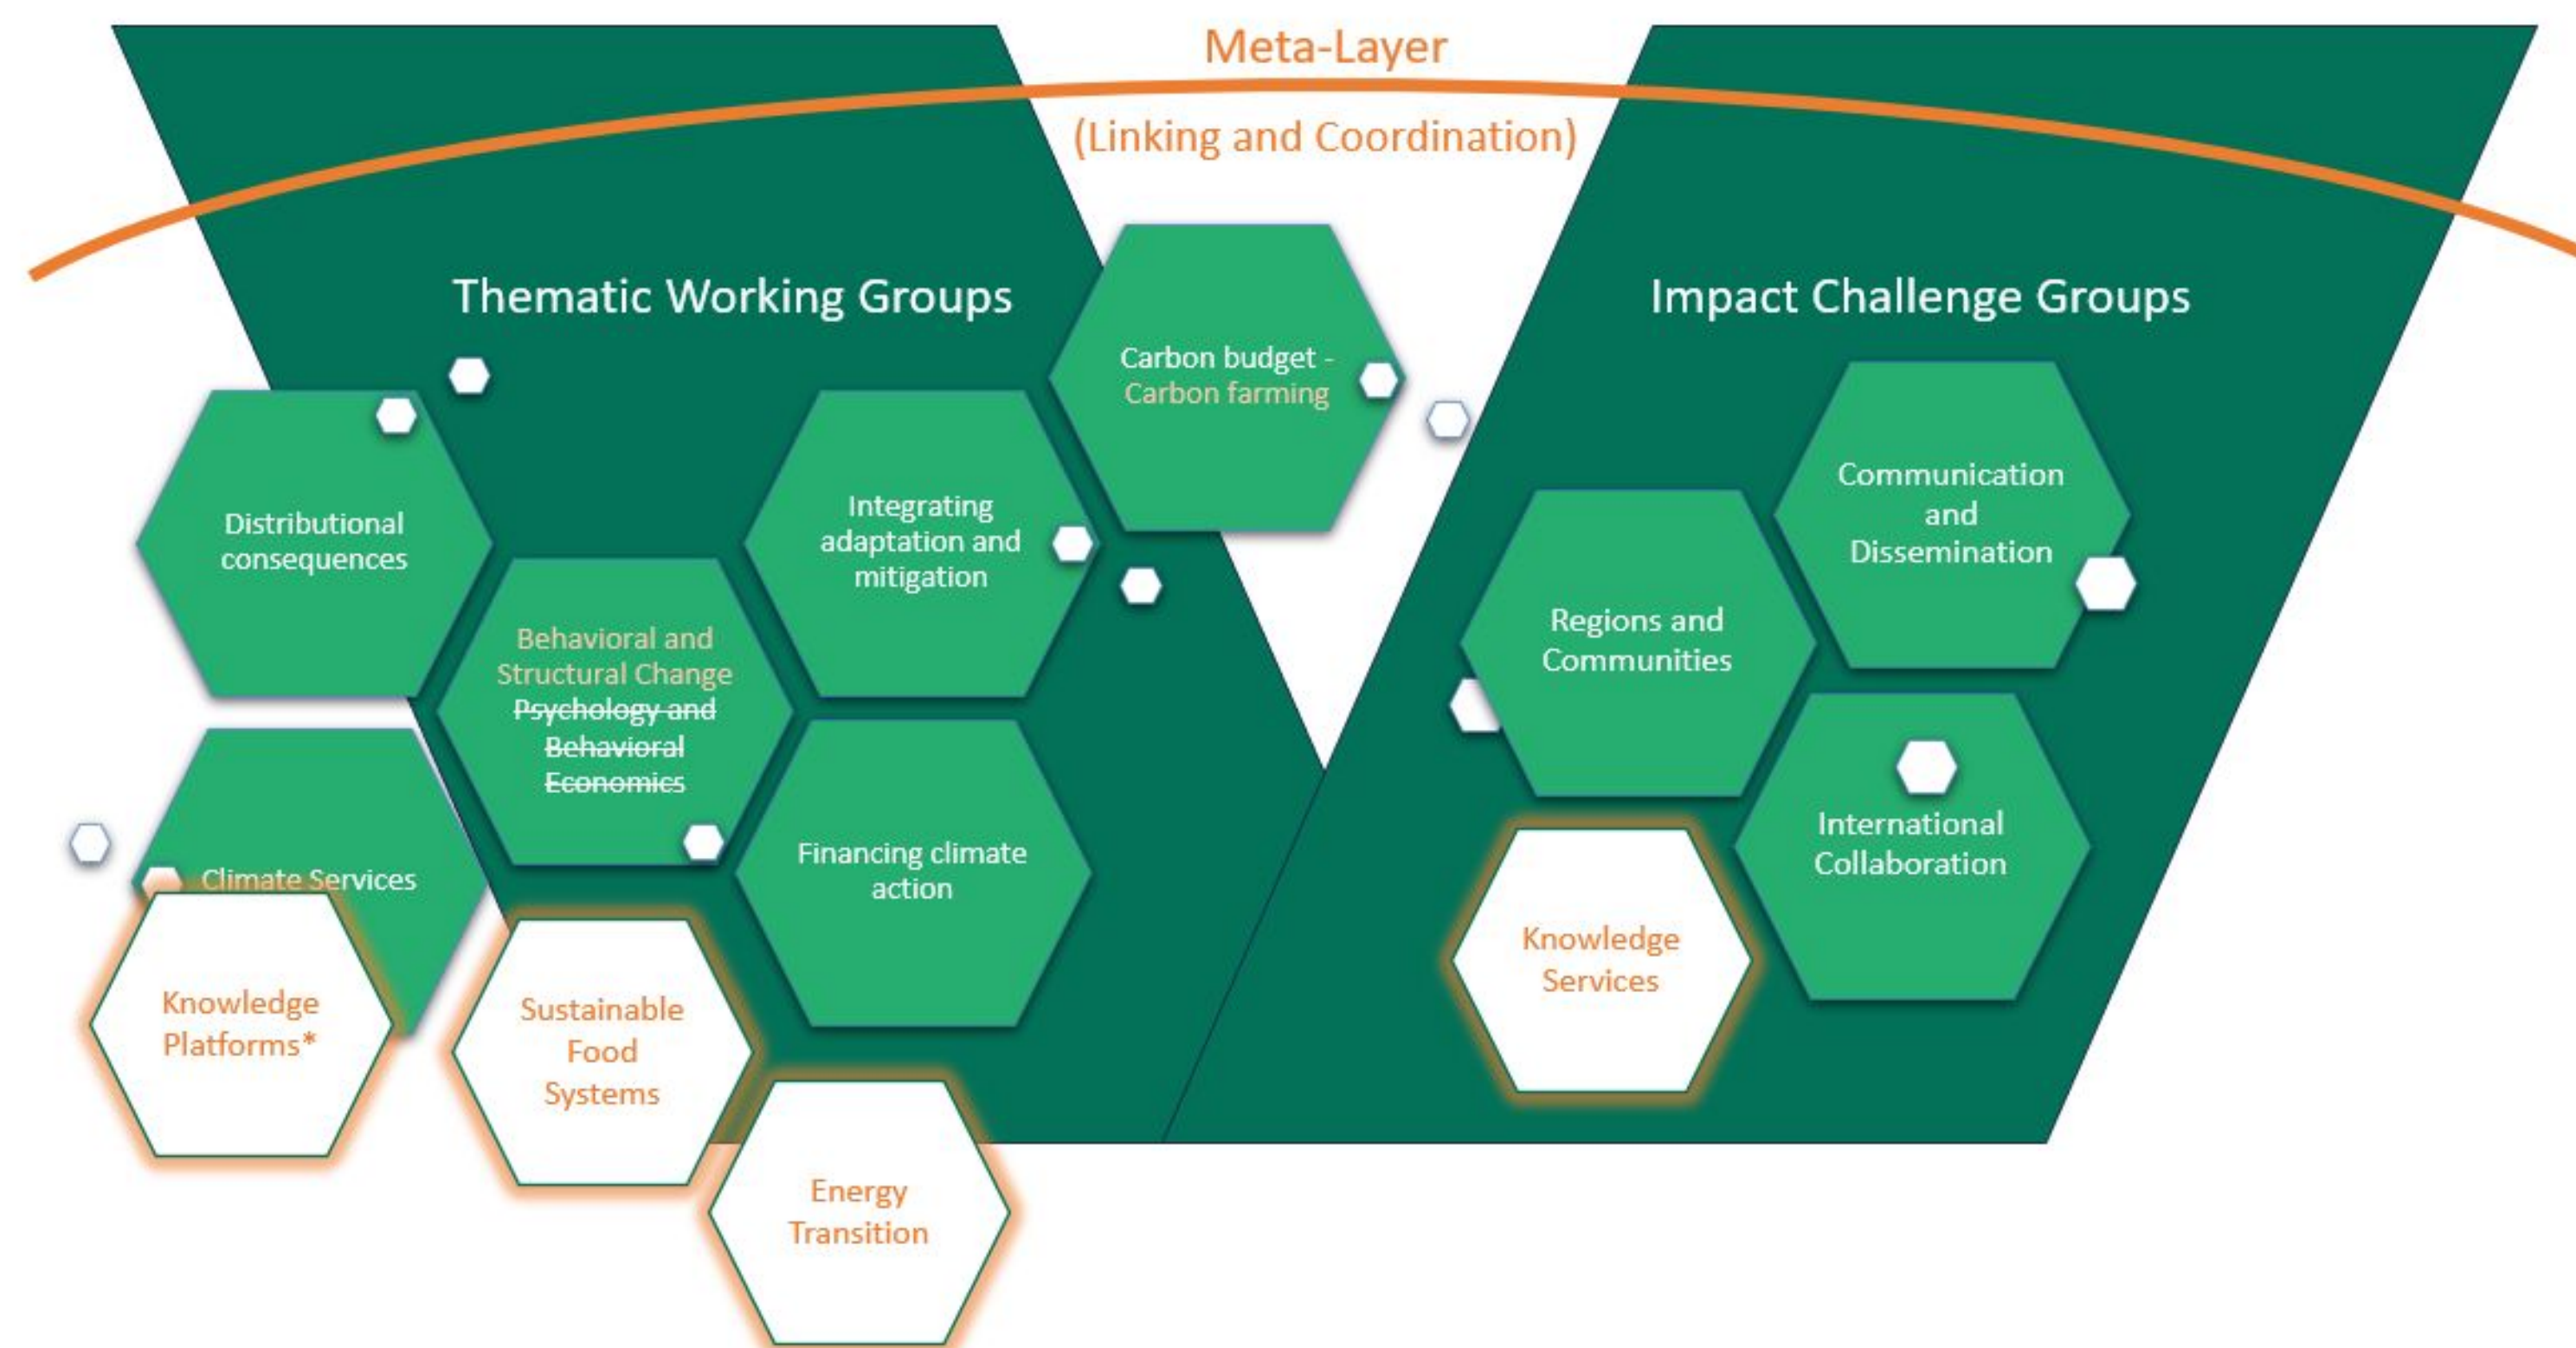 Meta-Layer
(Linking and Coordination)
Thematic Working Groups
Impact Challenge Groups
Carbon budget -
Carbon farming
Distributional
consequences
Integrating
adaptation and
mitigation
Behavioral and
Structural Change
Psychology and
Behavioral
Economics
Climate Services
Financing climate
action
Knowledge
Platforms*
Sustainable
Food
Systems
Energy
Transition
Communication
and
Dissemination
Regions and
Communities
International
Collaboration
Knowledge
Services